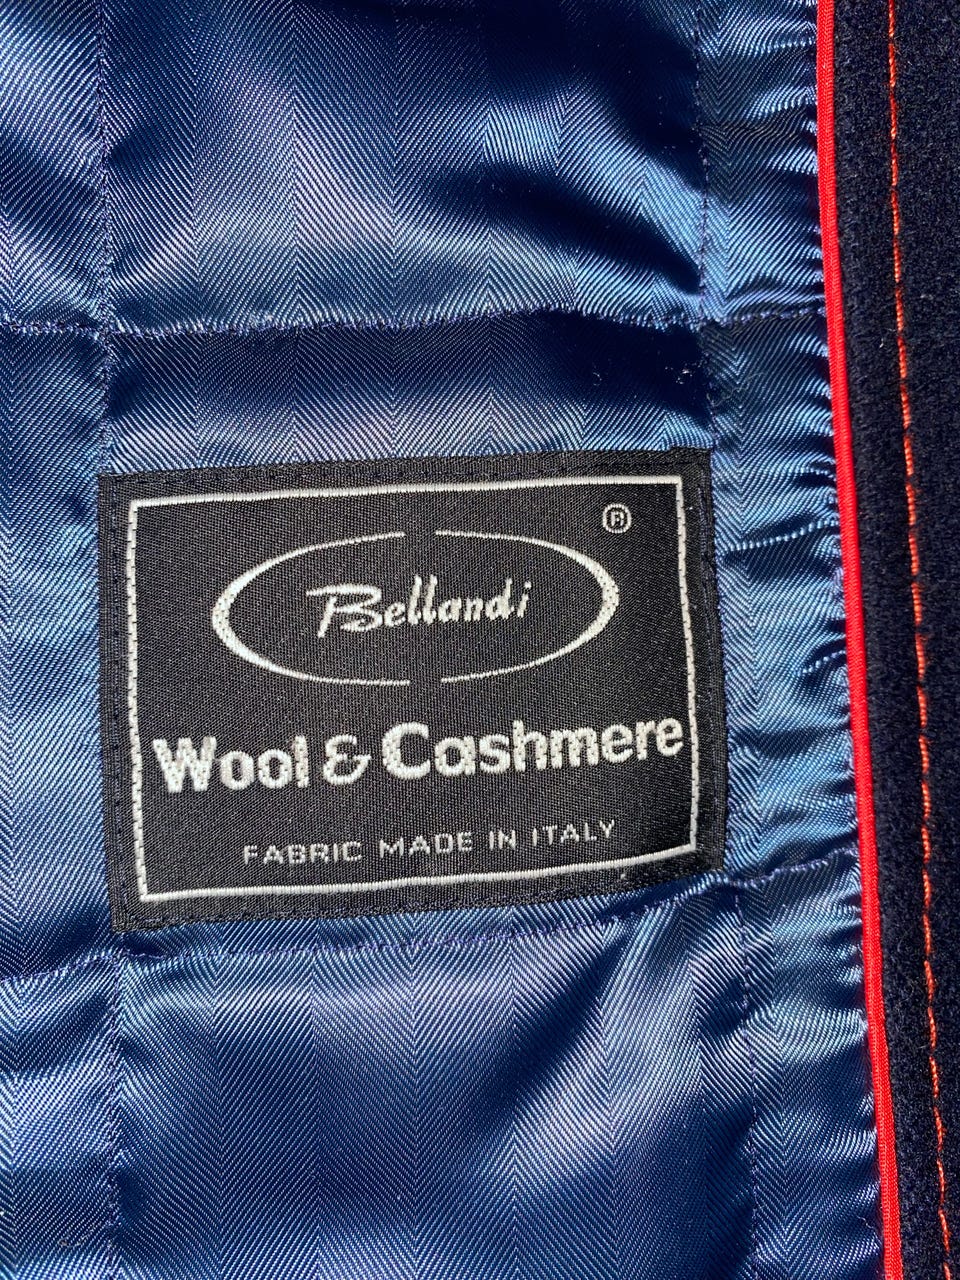 ®
Bellandi
Wool & Cashmere
FABRIC MADE IN ITALY